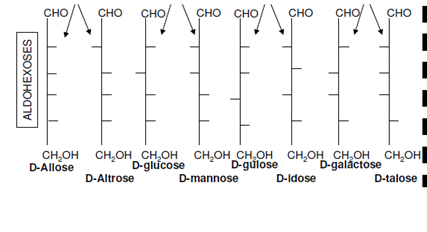 CHO CHO CHO CHO CHO CHO CHO CHO
ALDOHEXOSES
CH₂OH CH₂OH CH₂OH CH₂OH CH₂OH CH₂OH CH₂OH CH₂OH
D-Allose D-glucose D-gulose D-galactose
D-Altrose D-mannose D-idose D-talose